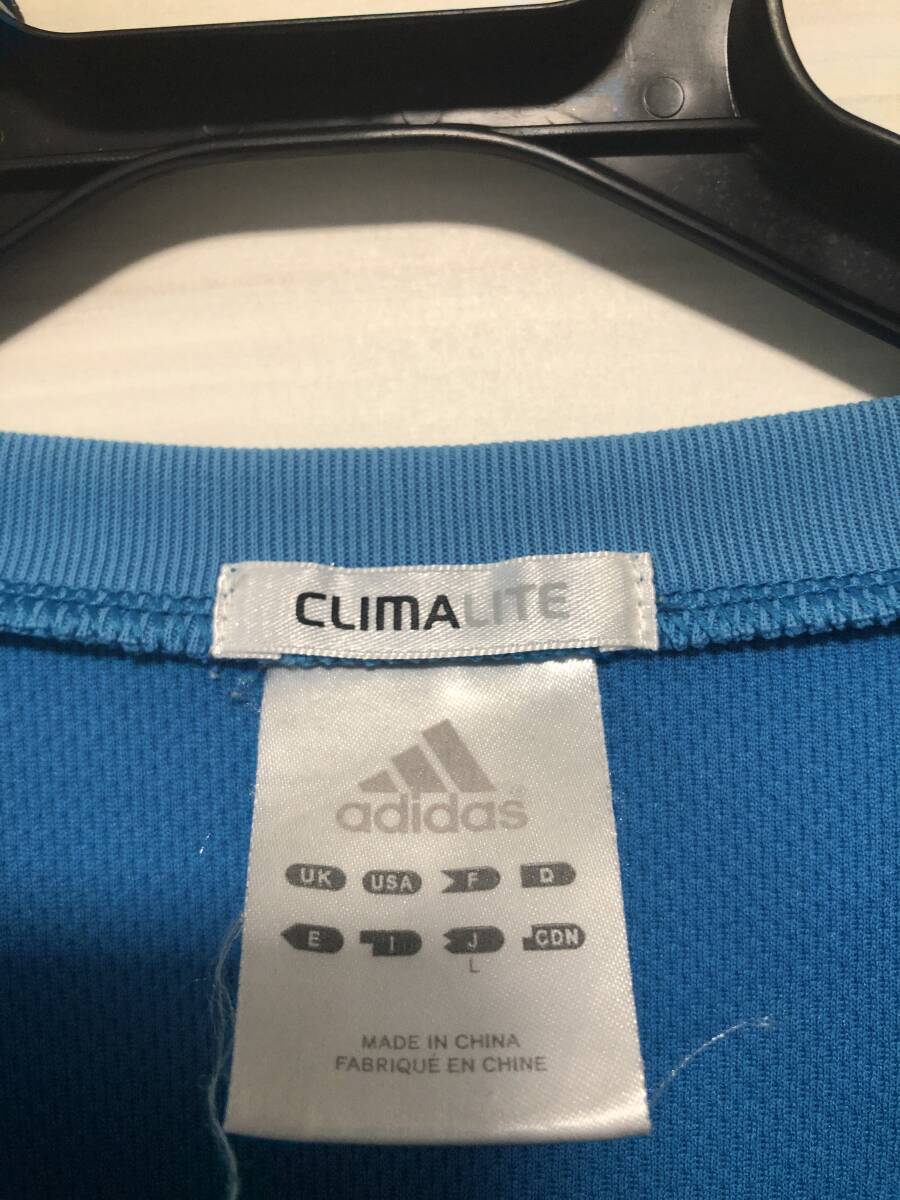 CLIMALITE
adidas
UK USA F D
E I J CDN
L
MADE IN CHINA
FABRIQUÉ EN CHINE